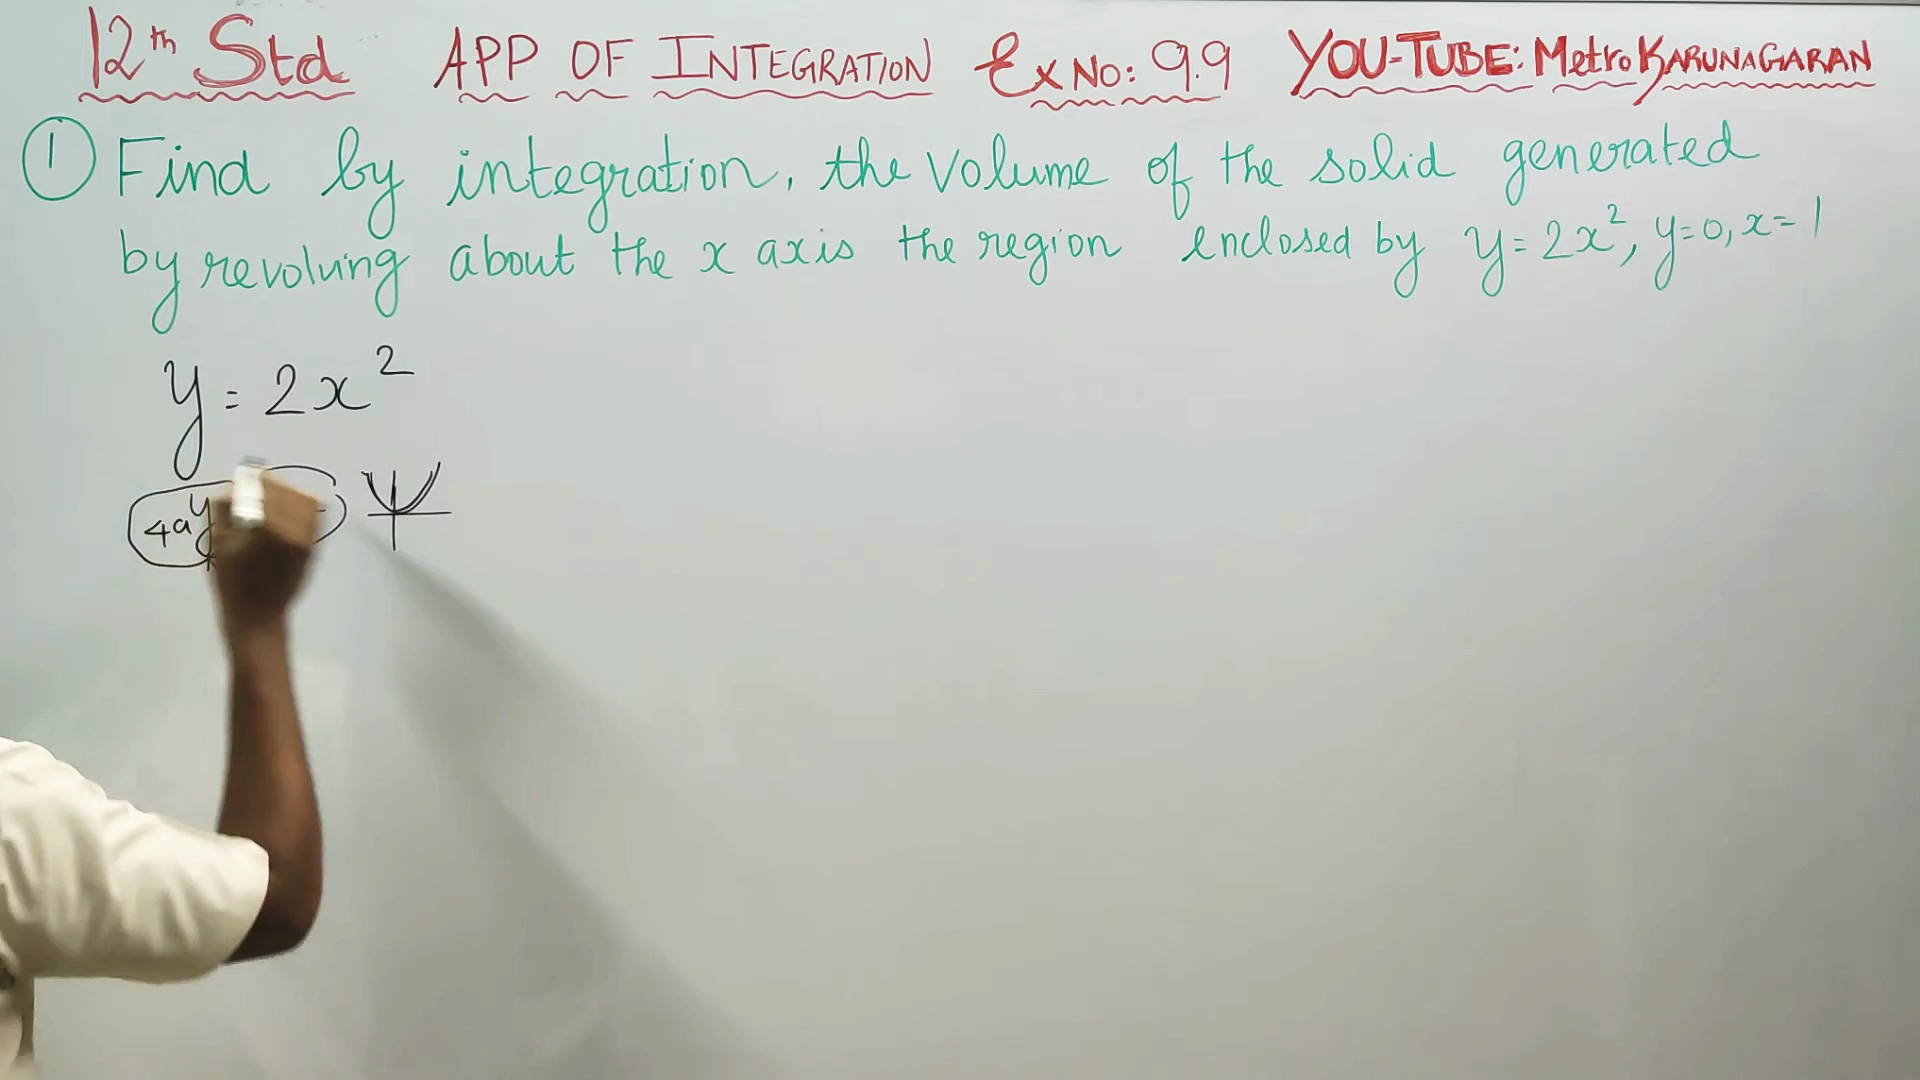 12th Std APP OF INTEGRATION Ex No: 9.9 YOU-TUBE: Metro KARUNAGARAN
① Find by integration, the volume of the solid generated
by revolving about the x axis the region enclosed by y = 2x², y=0, x=1
y = 2x²
4ay